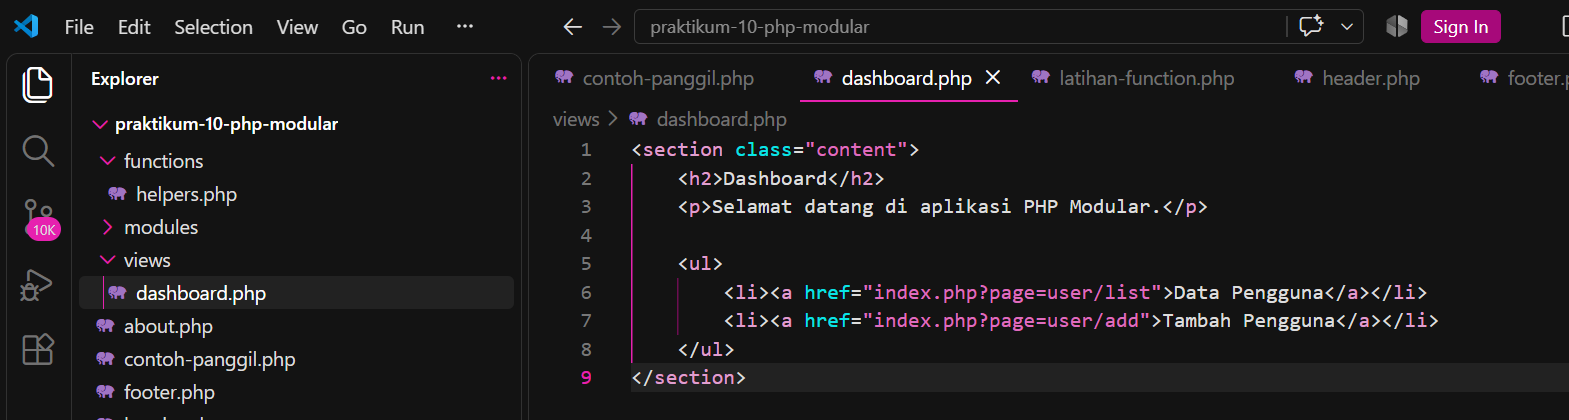 File Edit Selection View Go Run ...
praktikum-10-php-modular
Sign In
Explorer
praktikum-10-php-modular
functions
helpers.php
10K
modules
views
dashboard.php
about.php
contoh-panggil.php
footer.php
contoh-panggil.php dashboard.php latihan-function.php header.php footer.
views > dashboard.php
1 <section class="content">
2 <h2>Dashboard</h2>
3 <p>Selamat datang di aplikasi PHP Modular.</p>
4
5 <ul>
6 <li><a href="index.php?page=user/list">Data Pengguna</a></li>
7 <li><a href="index.php?page=user/add">Tambah Pengguna</a></li>
8 </ul>
9 </section>